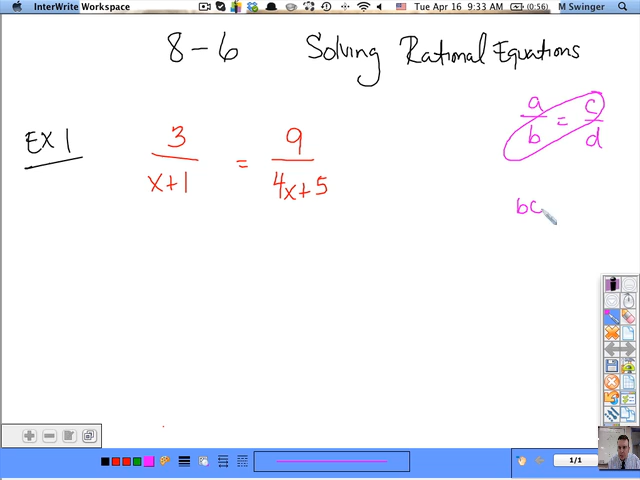 InterWrite Workspace
(0:56) Tue Apr 16 9:33 AM M Swinger
8-6 Solving Rational Equations
EX 1
3/(x+1) = 9/(4x+5)
a/b = c/d
bc
1/1